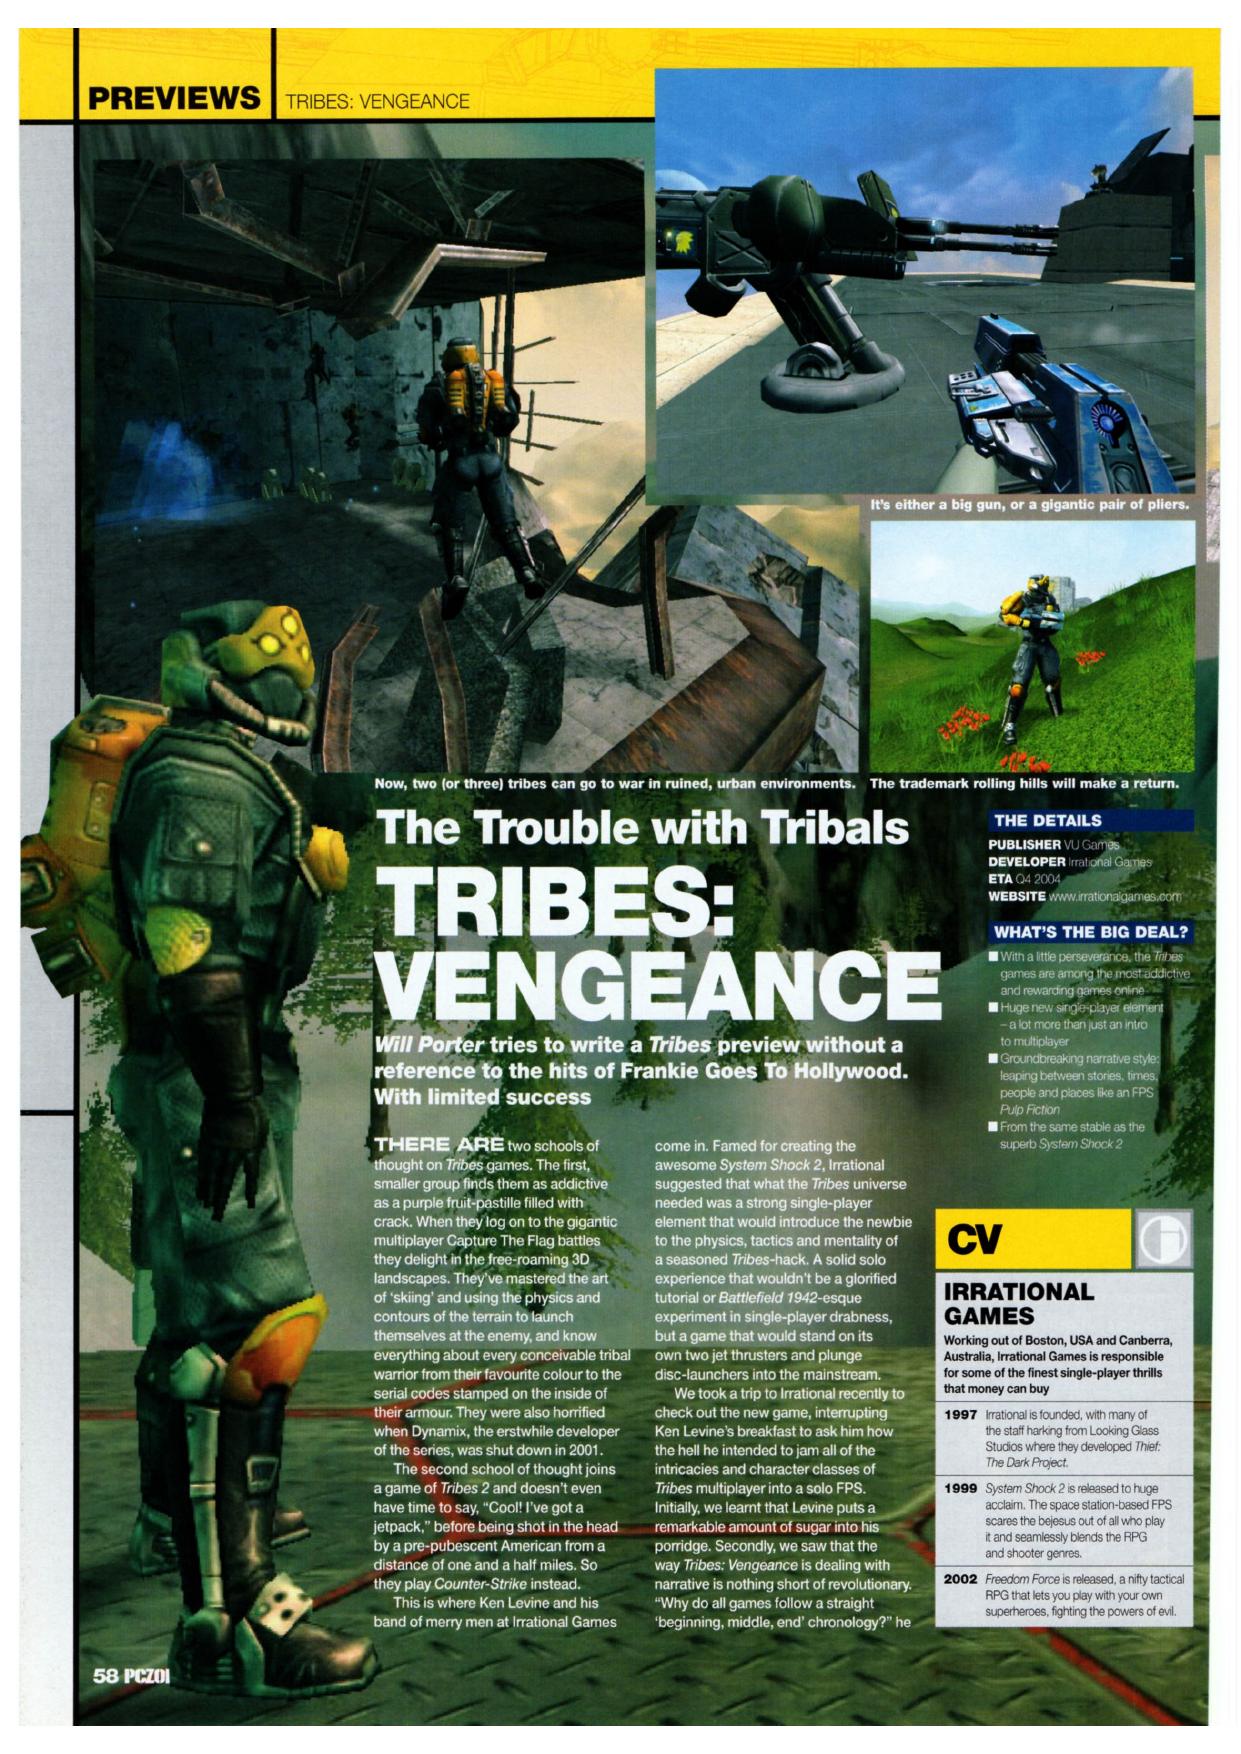 PREVIEWS
TRIBES: VENGEANCE
It's either a big gun, or a gigantic pair of pliers.
Now, two (or three) tribes can go to war in ruined, urban environments.
The trademark rolling hills will make a return.
The Trouble with Tribals
TRIBES:
VENGEANCE
Will Porter tries to write a Tribes preview without a
reference to the hits of Frankie Goes To Hollywood.
With limited success
THERE ARE two schools of
thought on Tribes games. The first,
smaller group finds them as addictive
as a purple fruit-pastille filled with
crack. When they log on to the gigantic
multiplayer Capture The Flag battles
they delight in the free-roaming 3D
landscapes. They've mastered the art
of 'skiing' and using the physics and
contours of the terrain to launch
themselves at the enemy, and know
everything about every conceivable tribal
warrior from their favourite colour to the
serial codes stamped on the inside of
their armour. They were also horrified
when Dynamix, the erstwhile developer
of the series, was shut down in 2001.
The second school of thought joins
a game of Tribes 2 and doesn't even
have time to say, "Cool! I've got a
jetpack," before being shot in the head
by a pre-pubescent American from a
distance of one and a half miles. So
they play Counter-Strike instead.
This is where Ken Levine and his
band of merry men at Irrational Games
come in. Famed for creating the
awesome System Shock 2, Irrational
suggested that what the Tribes universe
needed was a strong single-player
element that would introduce the newbie
to the physics, tactics and mentality of
a seasoned Tribes-hack. A solid solo
experience that wouldn't be a glorified
tutorial or Battlefield 1942-esque
experiment in single-player drabness,
but a game that would stand on its
own two jet thrusters and plunge
disc-launchers into the mainstream.
We took a trip to Irrational recently to
check out the new game, interrupting
Ken Levine's breakfast to ask him how
the hell he intended to jam all of the
intricacies and character classes of
Tribes multiplayer into a solo FPS.
Initially, we learnt that Levine puts a
remarkable amount of sugar into his
porridge. Secondly, we saw that the
way Tribes: Vengeance is dealing with
narrative is nothing short of revolutionary.
"Why do all games follow a straight
'beginning, middle, end' chronology?" he
THE DETAILS
PUBLISHER VU Games
DEVELOPER Irrational Games
ETA Q4 2004
WEBSITE www.irrationalgames.com
WHAT'S THE BIG DEAL?
■ With a little perseverance, the Tribes
games are among the most addictive
and rewarding games online
■ Huge new single-player element
– a lot more than just an intro
to multiplayer
■ Groundbreaking narrative style:
leaping between stories, times,
people and places like an FPS
Pulp Fiction
■ From the same stable as the
superb System Shock 2
CV
IRRATIONAL
GAMES
Working out of Boston, USA and Canberra,
Australia, Irrational Games is responsible
for some of the finest single-player thrills
that money can buy
1997 Irrational is founded, with many of
the staff harking from Looking Glass
Studios where they developed Thief:
The Dark Project.
1999 System Shock 2 is released to huge
acclaim. The space station-based FPS
scares the bejesus out of all who play
it and seamlessly blends the RPG
and shooter genres.
2002 Freedom Force is released, a nifty tactical
RPG that lets you play with your own
superheroes, fighting the powers of evil.
58 PCZONE